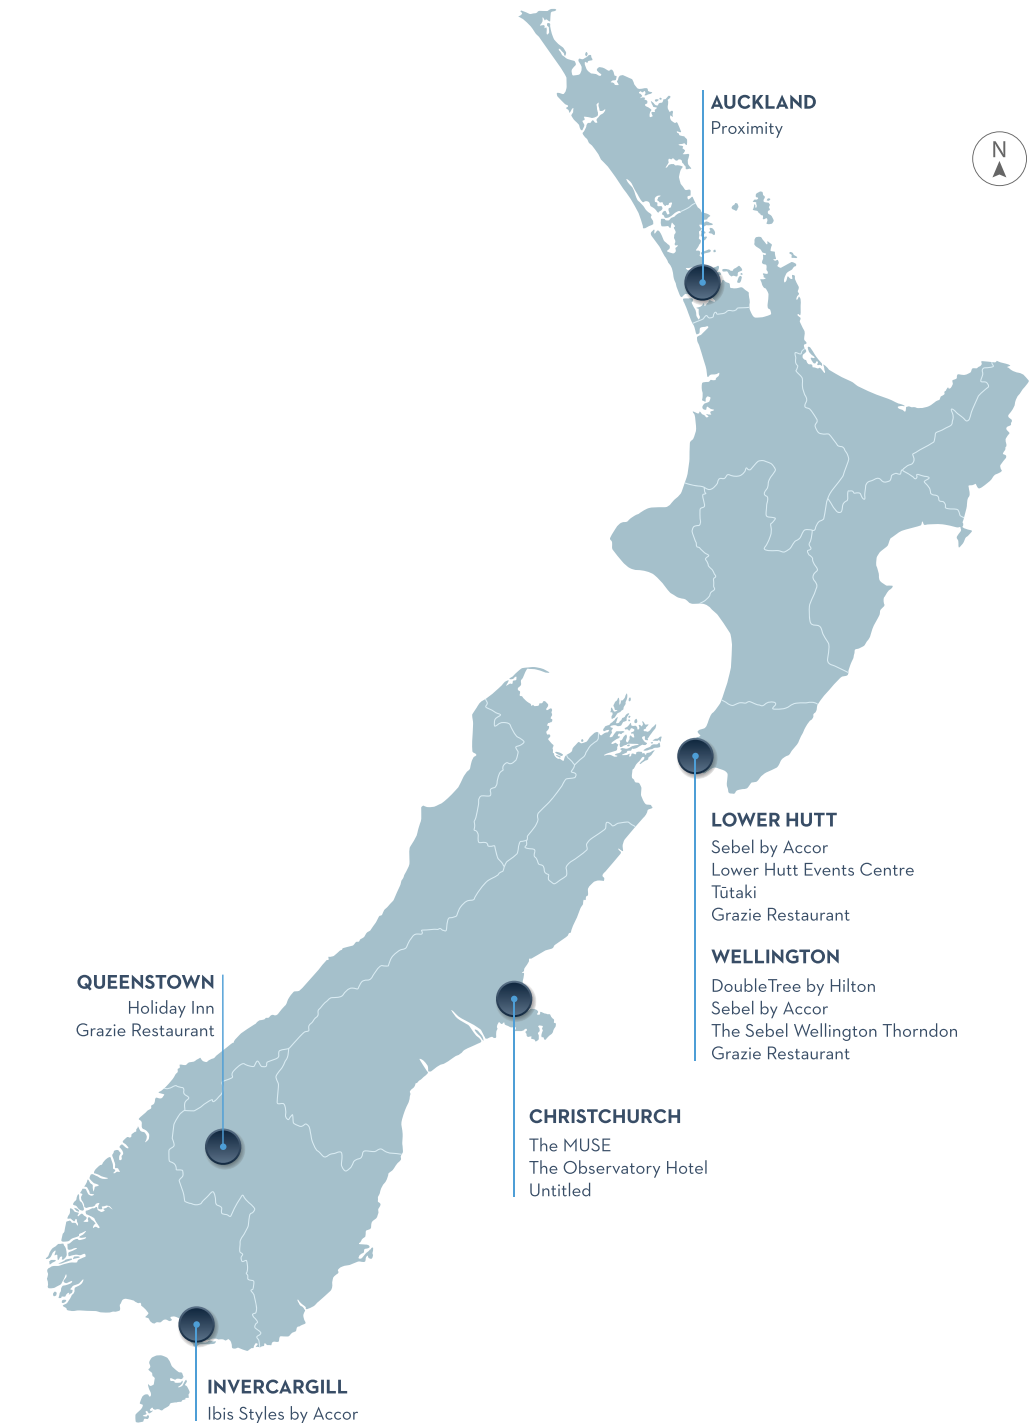 AUCKLAND
Proximity
N
LOWER HUTT
Sebel by Accor
Lower Hutt Events Centre
Tūtaki
Grazie Restaurant
WELLINGTON
DoubleTree by Hilton
Sebel by Accor
The Sebel Wellington Thorndon
Grazie Restaurant
QUEENSTOWN
Holiday Inn
Grazie Restaurant
CHRISTCHURCH
The MUSE
The Observatory Hotel
Untitled
INVERCARGILL
Ibis Styles by Accor